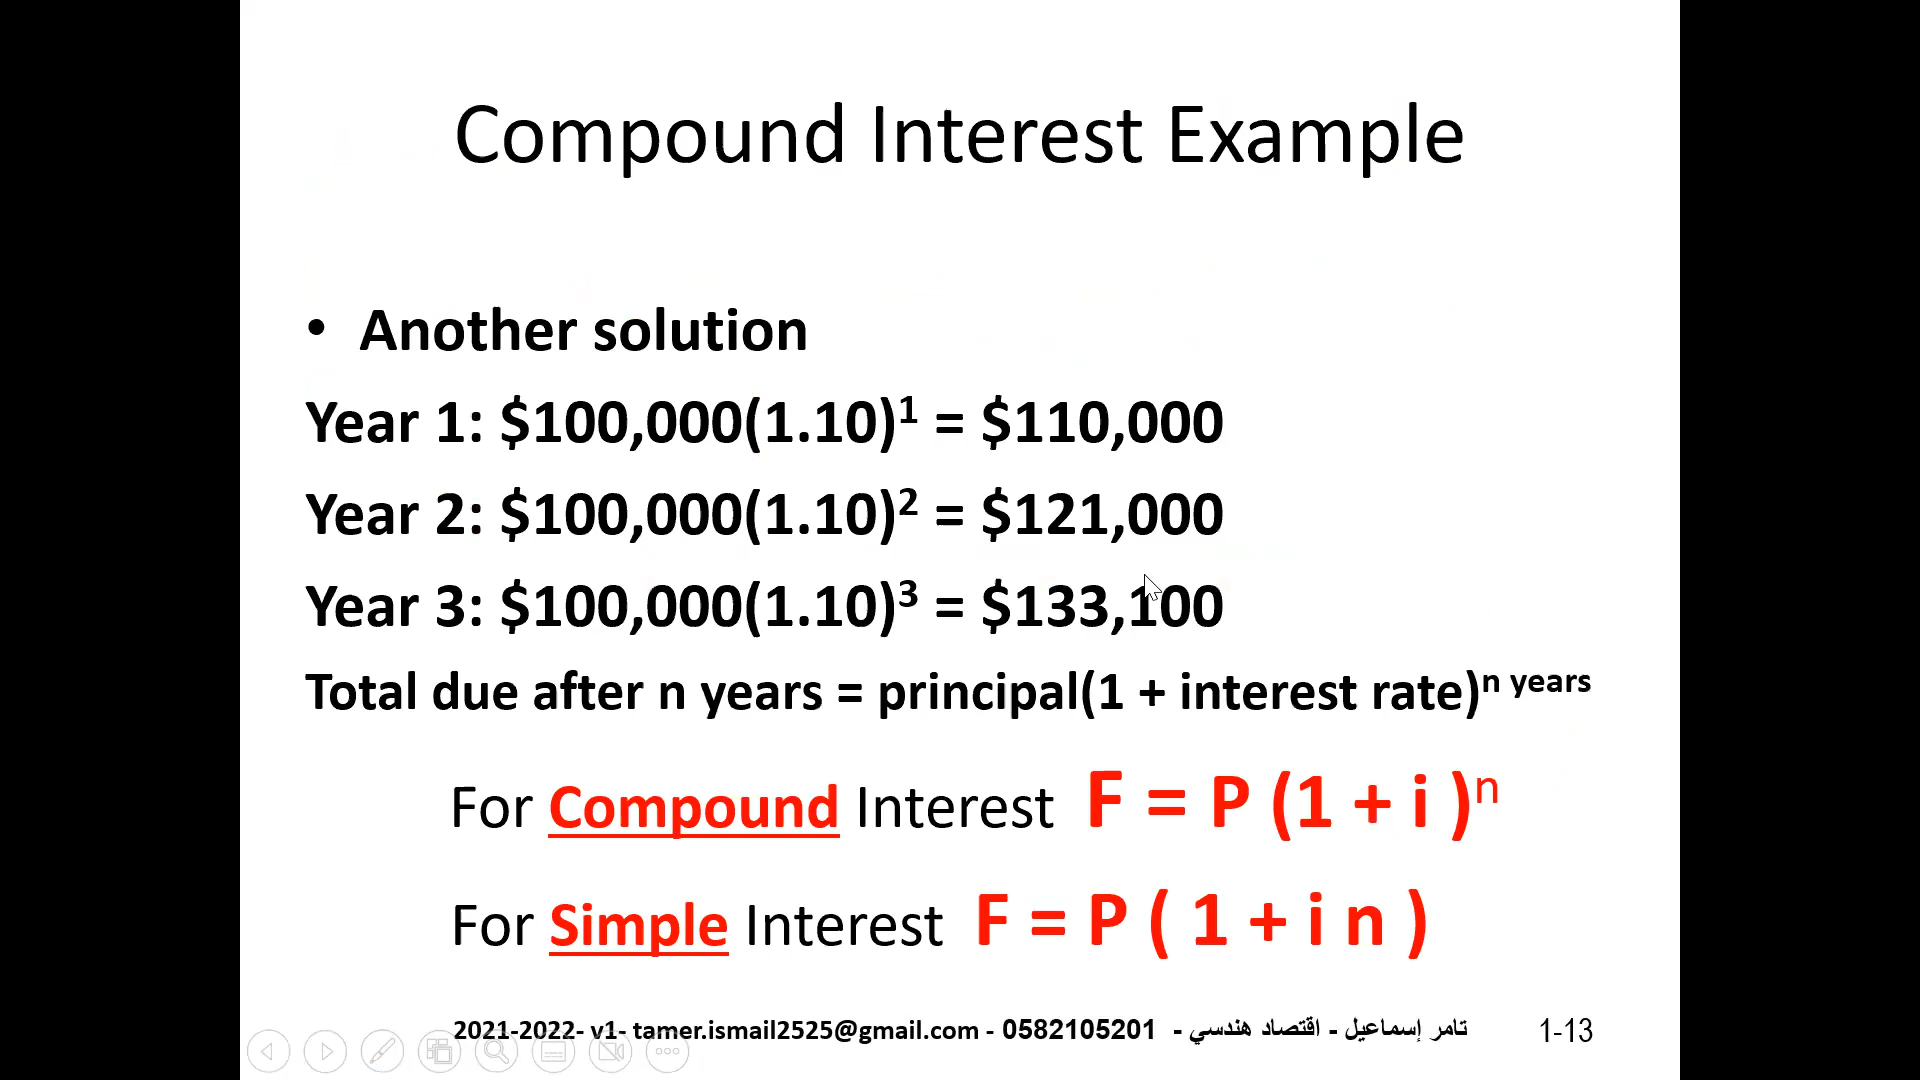 Compound Interest Example
• Another solution
Year 1: $100,000(1.10)¹ = $110,000
Year 2: $100,000(1.10)² = $121,000
Year 3: $100,000(1.10)³ = $133,100
Total due after n years = principal(1 + interest rate)ⁿ ʸᵉᵃʳˢ
For Compound Interest F = P (1 + i )ⁿ
For Simple Interest F = P ( 1 + i n )
2021-2022- v1- tamer.ismail2525@gmail.com - 0582105201 - تامر إسماعيل - اقتصاد هندسي
1-13